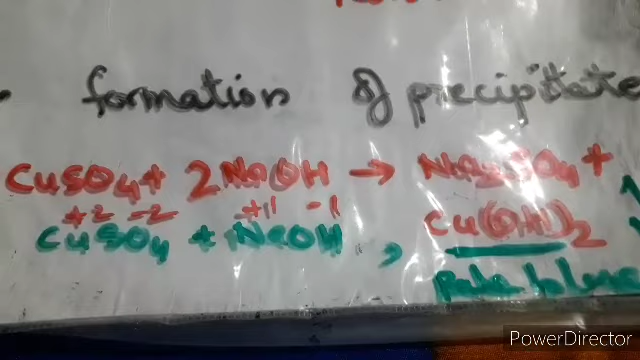 formation of precipitate
CuSO4+ 2NaOH → Na2SO4+
+2 -2 +1 -1 Cu(OH)2
CuSO4 + NaOH ,
Pale blue
PowerDirector